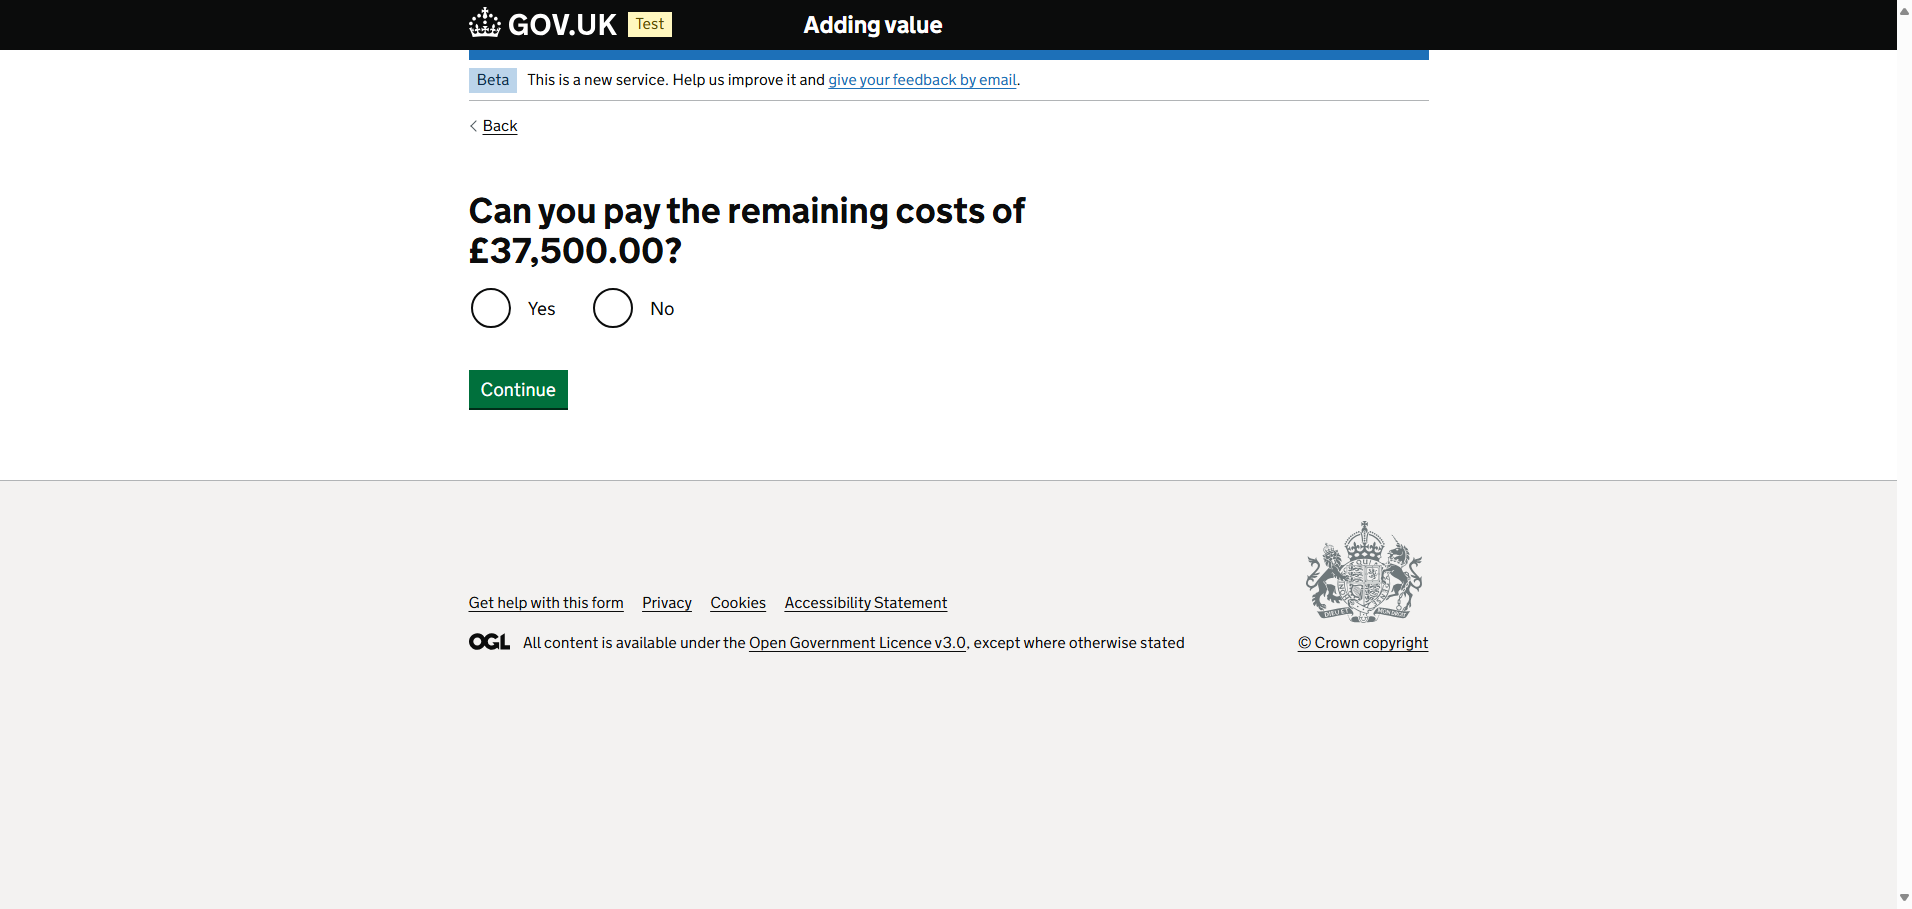 GOV.UK Test Adding value
Beta This is a new service. Help us improve it and give your feedback by email.
Back
Can you pay the remaining costs of
£37,500.00?
Yes No
Continue
Get help with this form Privacy Cookies Accessibility Statement
OGL All content is available under the Open Government Licence v3.0, except where otherwise stated
© Crown copyright